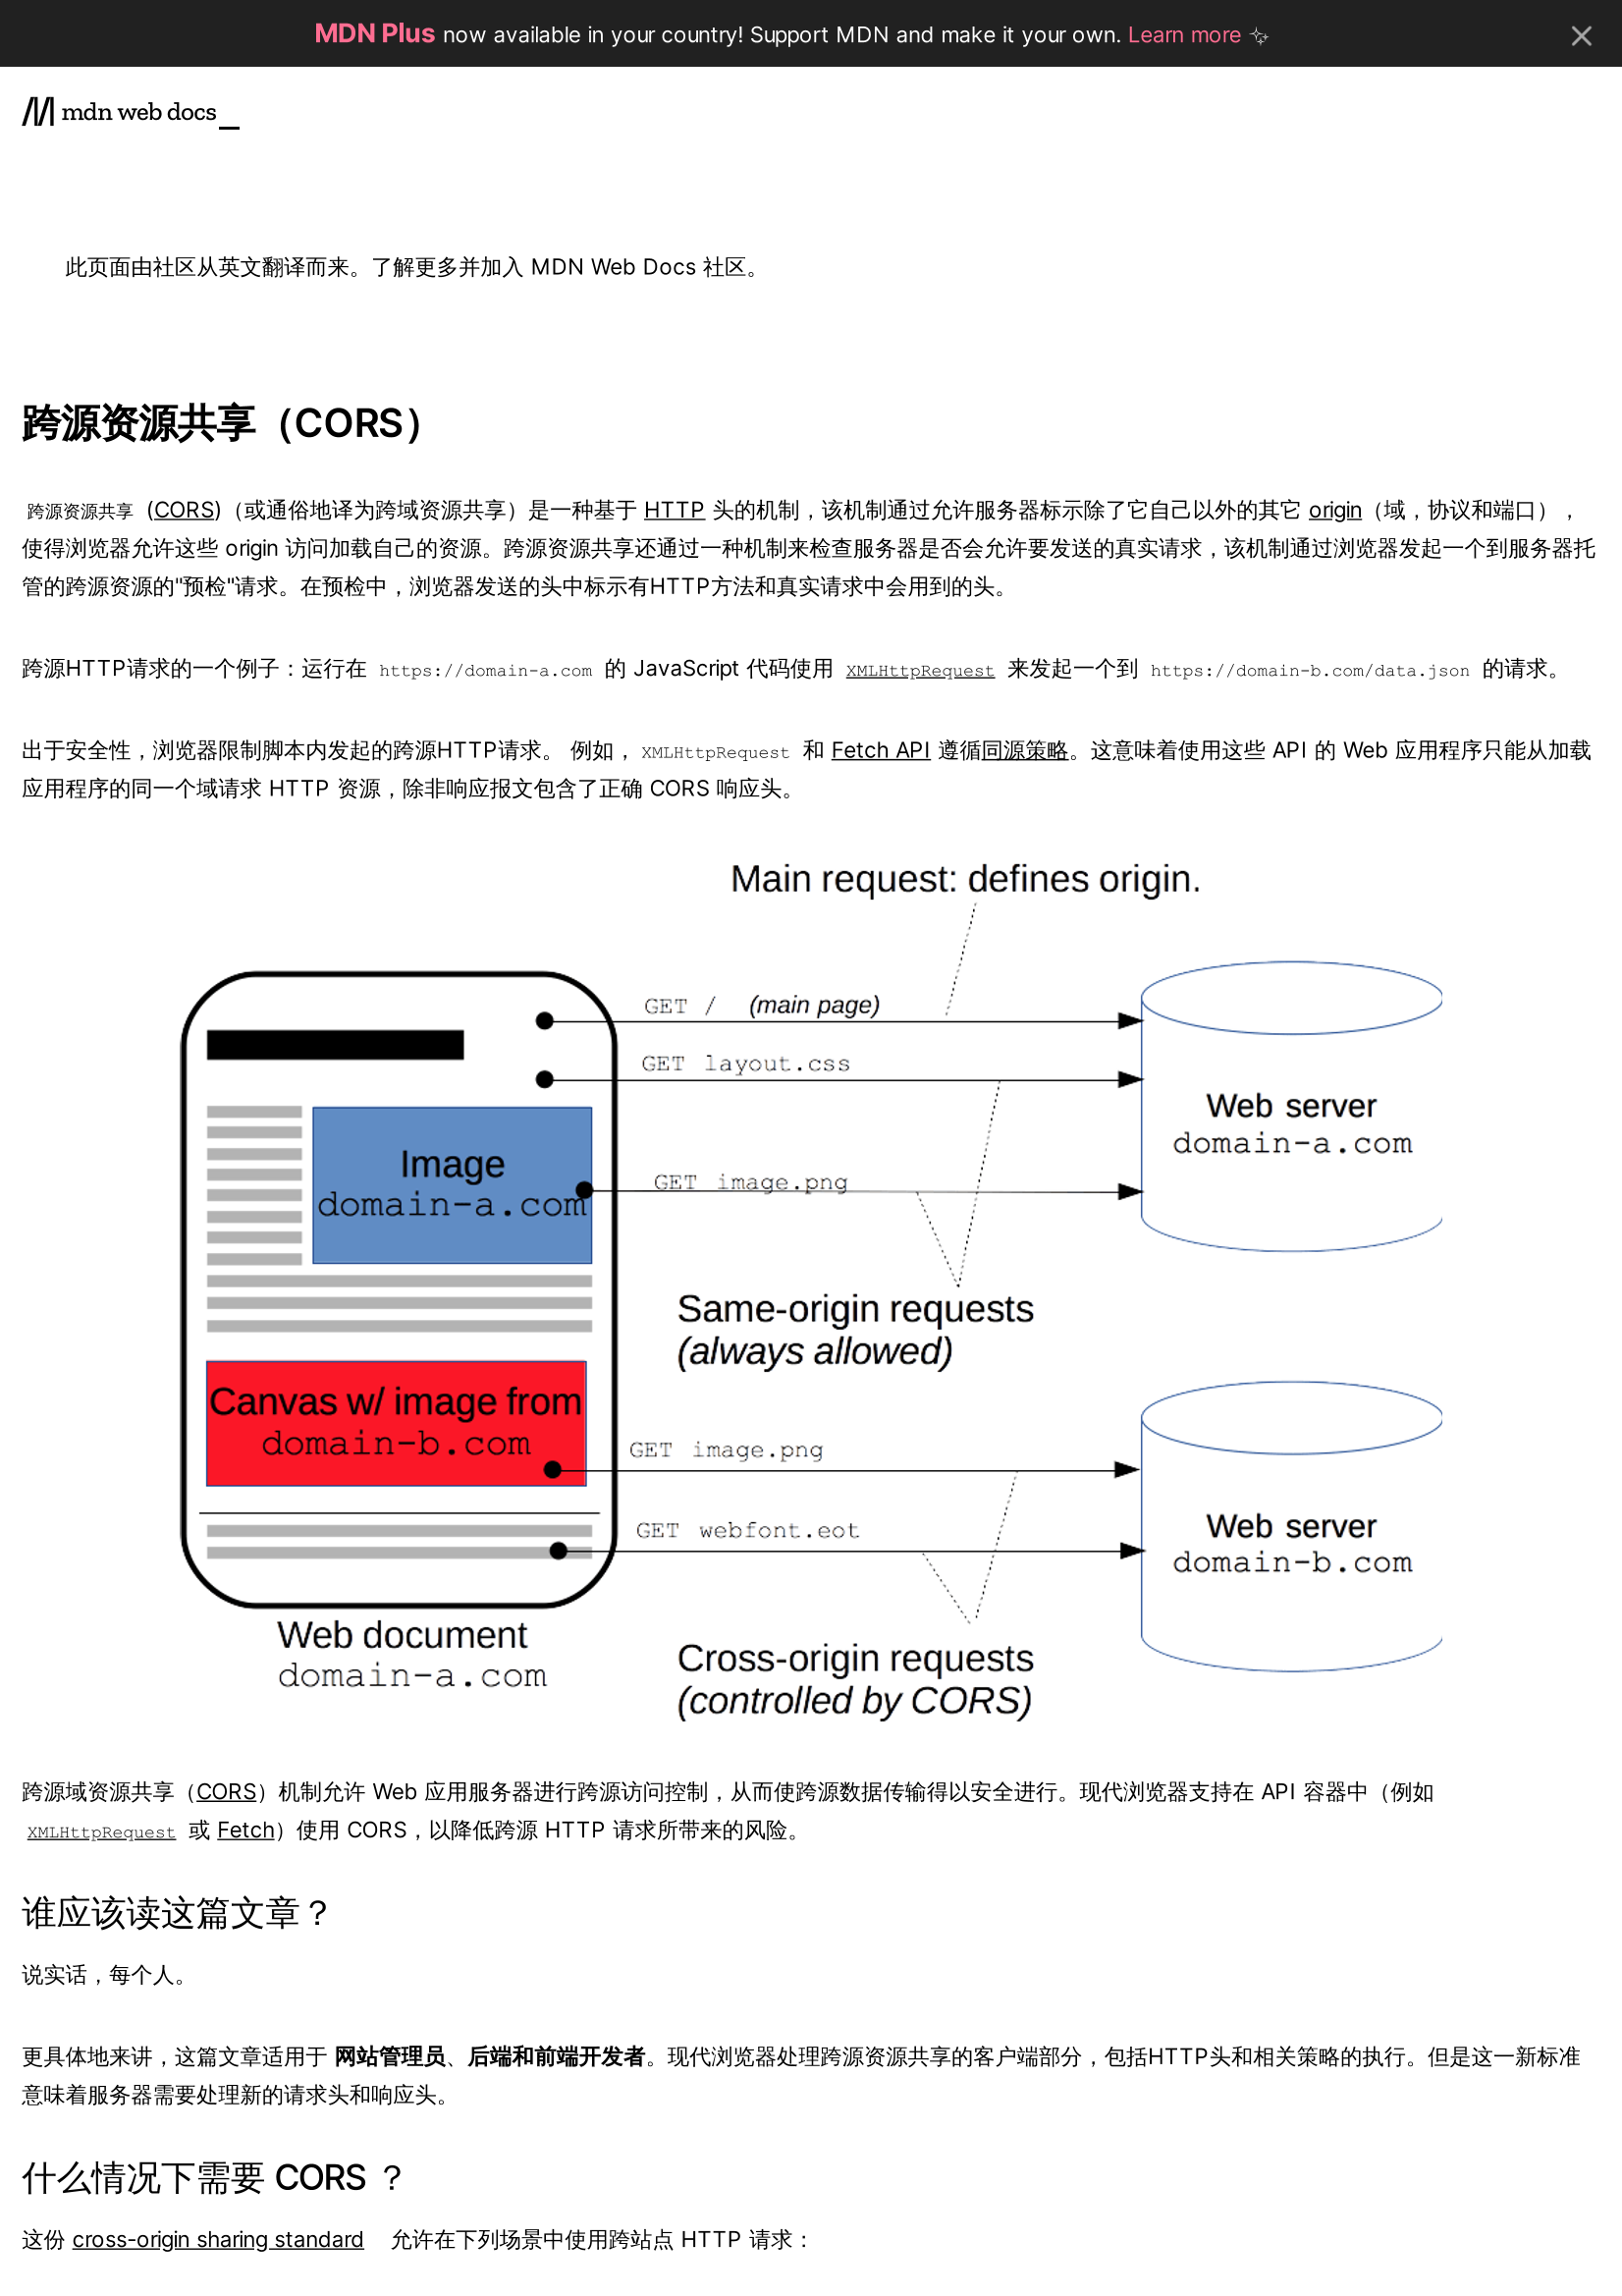 MDN Plus now available in your country! Support MDN and make it your own. Learn more
mdn web docs_
此页面由社区从英文翻译而来。了解更多并加入 MDN Web Docs 社区。
跨源资源共享（CORS）
跨源资源共享 (CORS)（或通俗地译为跨域资源共享）是一种基于 HTTP 头的机制，该机制通过允许服务器标示除了它自己以外的其它 origin（域，协议和端口），
使得浏览器允许这些 origin 访问加载自己的资源。跨源资源共享还通过一种机制来检查服务器是否会允许要发送的真实请求，该机制通过浏览器发起一个到服务器托
管的跨源资源的"预检"请求。在预检中，浏览器发送的头中标示有HTTP方法和真实请求中会用到的头。
跨源HTTP请求的一个例子：运行在 https://domain-a.com 的 JavaScript 代码使用 XMLHttpRequest 来发起一个到 https://domain-b.com/data.json 的请求。
出于安全性，浏览器限制脚本内发起的跨源HTTP请求。 例如，XMLHttpRequest 和 Fetch API 遵循同源策略。这意味着使用这些 API 的 Web 应用程序只能从加载
应用程序的同一个域请求 HTTP 资源，除非响应报文包含了正确 CORS 响应头。
Main request: defines origin.
GET / (main page)
GET layout.css
Web server
domain-a.com
Image
domain-a.com
GET image.png
Same-origin requests
(always allowed)
Canvas w/ image from
domain-b.com
GET image.png
GET webfont.eot
Web server
domain-b.com
Web document
domain-a.com
Cross-origin requests
(controlled by CORS)
跨源域资源共享（CORS）机制允许 Web 应用服务器进行跨源访问控制，从而使跨源数据传输得以安全进行。现代浏览器支持在 API 容器中（例如
XMLHttpRequest 或 Fetch）使用 CORS，以降低跨源 HTTP 请求所带来的风险。
谁应该读这篇文章？
说实话，每个人。
更具体地来讲，这篇文章适用于 网站管理员、后端和前端开发者。现代浏览器处理跨源资源共享的客户端部分，包括HTTP头和相关策略的执行。但是这一新标准
意味着服务器需要处理新的请求头和响应头。
什么情况下需要 CORS ？
这份 cross-origin sharing standard 允许在下列场景中使用跨站点 HTTP 请求：